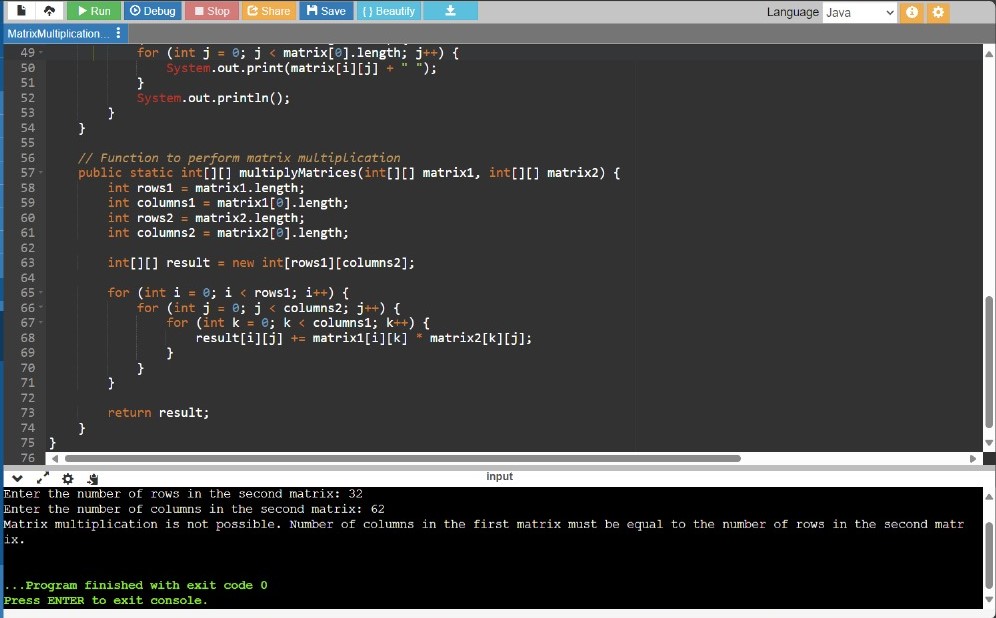 Run Debug Stop Share Save { } Beautify Language Java
MatrixMultiplication...
49 for (int j = 0; j < matrix[0].length; j++) {
50 System.out.print(matrix[i][j] + " ");
51 }
52 System.out.println();
53 }
54 }
55
56 // Function to perform matrix multiplication
57 public static int[][] multiplyMatrices(int[][] matrix1, int[][] matrix2) {
58 int rows1 = matrix1.length;
59 int columns1 = matrix1[0].length;
60 int rows2 = matrix2.length;
61 int columns2 = matrix2[0].length;
62
63 int[][] result = new int[rows1][columns2];
64
65 for (int i = 0; i < rows1; i++) {
66 for (int j = 0; j < columns2; j++) {
67 for (int k = 0; k < columns1; k++) {
68 result[i][j] += matrix1[i][k] * matrix2[k][j];
69 }
70 }
71 }
72
73 return result;
74 }
75 }
76
input
Enter the number of rows in the second matrix: 32
Enter the number of columns in the second matrix: 62
Matrix multiplication is not possible. Number of columns in the first matrix must be equal to the number of rows in the second matr
ix.
...Program finished with exit code 0
Press ENTER to exit console.